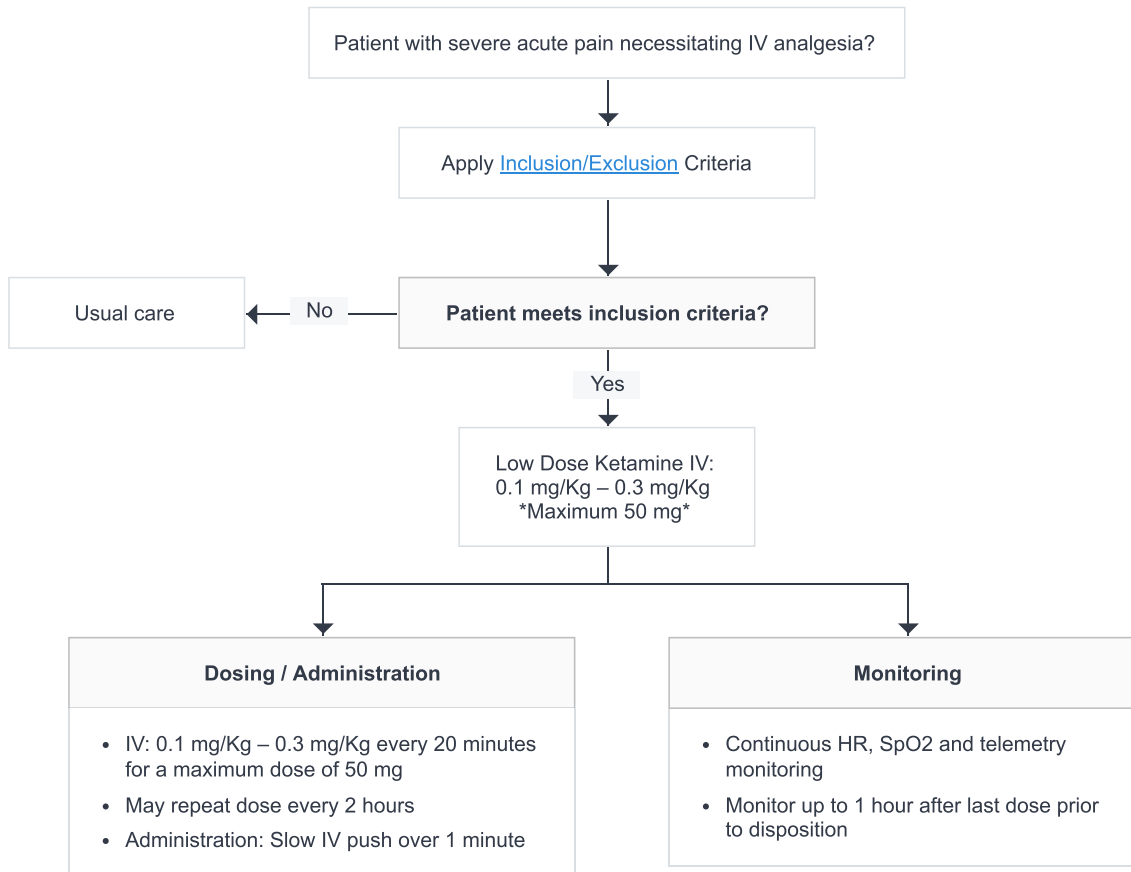 Patient with severe acute pain necessitating IV analgesia?
Apply Inclusion/Exclusion Criteria
Usual care
No
Patient meets inclusion criteria?
Yes
Low Dose Ketamine IV:
0.1 mg/Kg – 0.3 mg/Kg
*Maximum 50 mg*
Dosing / Administration
• IV: 0.1 mg/Kg – 0.3 mg/Kg every 20 minutes
for a maximum dose of 50 mg
• May repeat dose every 2 hours
• Administration: Slow IV push over 1 minute
Monitoring
• Continuous HR, SpO2 and telemetry
monitoring
• Monitor up to 1 hour after last dose prior
to disposition